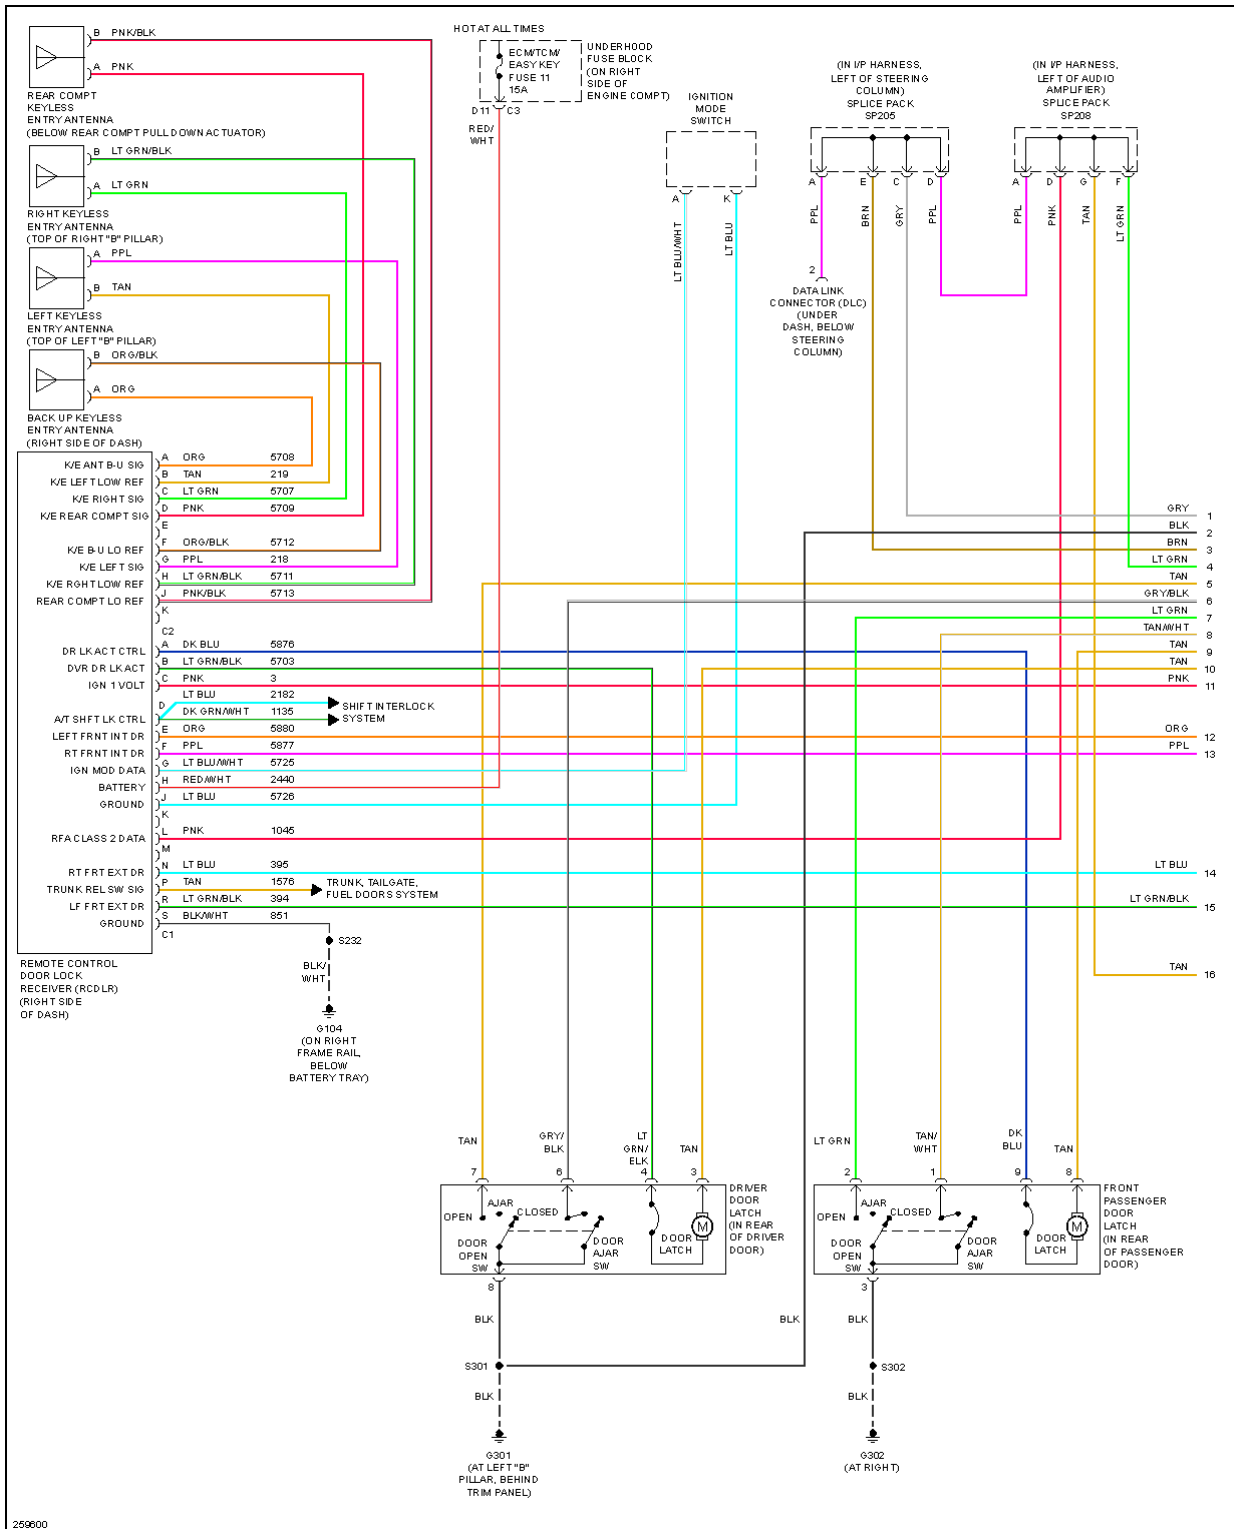 B PNK/BLK
A PNK
REAR COMPT
KEYLESS
ENTRY ANTENNA
(BELOW REAR COMPT PULL DOWN ACTUATOR)
B LT GRN/BLK
A LT GRN
RIGHT KEYLESS
ENTRY ANTENNA
(TOP OF RIGHT "B" PILLAR)
A PPL
B TAN
LEFT KEYLESS
ENTRY ANTENNA
(TOP OF LEFT "B" PILLAR)
B ORG/BLK
A ORG
BACK UP KEYLESS
ENTRY ANTENNA
(RIGHT SIDE OF DASH)
HOT AT ALL TIMES
ECM/TCM/
EASYKEY
FUSE 11
15A
UNDERHOOD
FUSE BLOCK
(ON RIGHT
SIDE OF
ENGINE COMPT)
D11 C3
RED/
WHT
IGNITION
MODE
SWITCH
A K
LT BLU/WHT
LT BLU
(IN I/P HARNESS,
LEFT OF STEERING
COLUMN)
SPLICE PACK
SP205
A E C D
PPL
BRN
GRY
PPL
2
DATA LINK
CONNECTOR (DLC)
(UNDER
DASH, BELOW
STEERING
COLUMN)
(IN I/P HARNESS,
LEFT OF AUDIO
AMPLIFIER)
SPLICE PACK
SP208
A D G F
PPL
PNK
TAN
LT GRN
K/E ANT B-U SIG A ORG 5708
K/E LEFT LOW REF B TAN 219
K/E RIGHT SIG C LT GRN 5707
K/E REAR COMPT SIG D PNK 5709
E
K/E B-U LO REF F ORG/BLK 5712
K/E LEFT SIG G PPL 218
K/E RGHT LOW REF H LT GRN/BLK 5711
REAR COMPT LO REF J PNK/BLK 5713
K
C2
DR LK ACT CTRL A DK BLU 5876
DVR DR LK ACT B LT GRN/BLK 5703
IGN 1 VOLT C PNK 3
D LT BLU 2182
A/T SHFT LK CTRL DK GRN/WHT 1135
SHIFT INTERLOCK
SYSTEM
LEFT FRNT INT DR E ORG 5880
RT FRNT INT DR F PPL 5877
IGN MOD DATA G LT BLU/WHT 5725
BATTERY H RED/WHT 2440
GROUND J LT BLU 5726
K
RFA CLASS 2 DATA L PNK 1045
M
RT FRT EXT DR N LT BLU 395
TRUNK REL SW SIG P TAN 1576
TRUNK, TAILGATE,
FUEL DOORS SYSTEM
LF FRT EXT DR R LT GRN/BLK 394
GROUND S BLK/WHT 851
C1
REMOTE CONTROL
DOOR LOCK
RECEIVER (RCDLR)
(RIGHT SIDE
OF DASH)
S232
BLK/
WHT
G104
(ON RIGHT
FRAME RAIL,
BELOW
BATTERY TRAY)
GRY 1
BLK 2
BRN 3
LT GRN 4
TAN 5
GRY/BLK 6
LT GRN 7
TAN/WHT 8
TAN 9
TAN 10
PNK 11
ORG 12
PPL 13
LT BLU 14
LT GRN/BLK 15
TAN 16
TAN
7
GRY/
BLK
6
LT
GRN/
ELK
4
TAN
3
AJAR
OPEN
CLOSED
DOOR
OPEN
SW
DOOR
AJAR
SW
DOOR
LATCH
M
DRIVER
DOOR
LATCH
(IN REAR
OF DRIVER
DOOR)
8
BLK
S301
BLK
G301
(AT LEFT "B"
PILLAR, BEHIND
TRIM PANEL)
BLK
LT GRN
2
TAN/
WHT
1
DK
BLU
9
TAN
8
AJAR
OPEN
CLOSED
DOOR
OPEN
SW
DOOR
AJAR
SW
DOOR
LATCH
M
FRONT
PASSENGER
DOOR
LATCH
(IN REAR
OF PASSENGER
DOOR)
3
BLK
S302
BLK
G302
(AT RIGHT)
259600